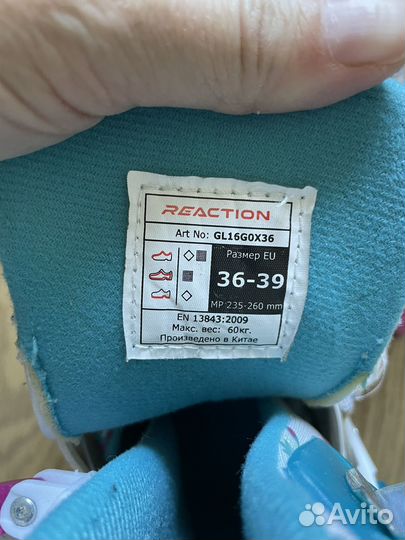 REACTION
Art No: GL16G0X36
Размер EU
36-39
MP 235-260 mm
EN 13843:2009
Макс. вес: 60кг.
Произведено в Китае
Avito